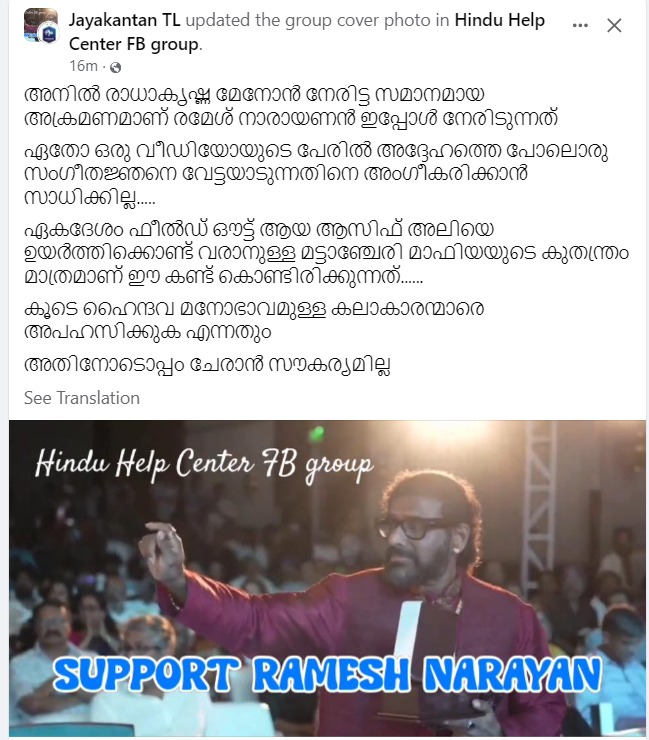 Jayakantan TL updated the group cover photo in Hindu Help
Center FB group.
16m ·
അനിൽ രാധാകൃഷ്ണ മേനോൻ നേരിട്ട സമാനമായ
അക്രമണമാണ് രമേശ് നാരായണൻ ഇപ്പോൾ നേരിടുന്നത്
ഏതോ ഒരു വീഡിയോയുടെ പേരിൽ അദ്ദേഹത്തെ പോലൊരു
സംഗീതജ്ഞനെ വേട്ടയാടുന്നതിനെ അംഗീകരിക്കാൻ
സാധിക്കില്ല.....
ഏകദേശം ഫീൽഡ് ഔട്ട് ആയ ആസിഫ് അലിയെ
ഉയർത്തിക്കൊണ്ട് വരാനുള്ള മട്ടാഞ്ചേരി മാഫിയയുടെ കുതന്ത്രം
മാത്രമാണ് ഈ കണ്ട് കൊണ്ടിരിക്കുന്നത്......
കൂടെ ഹൈന്ദവ മനോഭാവമുള്ള കലാകാരന്മാരെ
അപഹസിക്കുക എന്നതും
അതിനോടൊപ്പം ചേരാൻ സൗകര്യമില്ല
See Translation
Hindu Help Center FB group
SUPPORT RAMESH NARAYAN